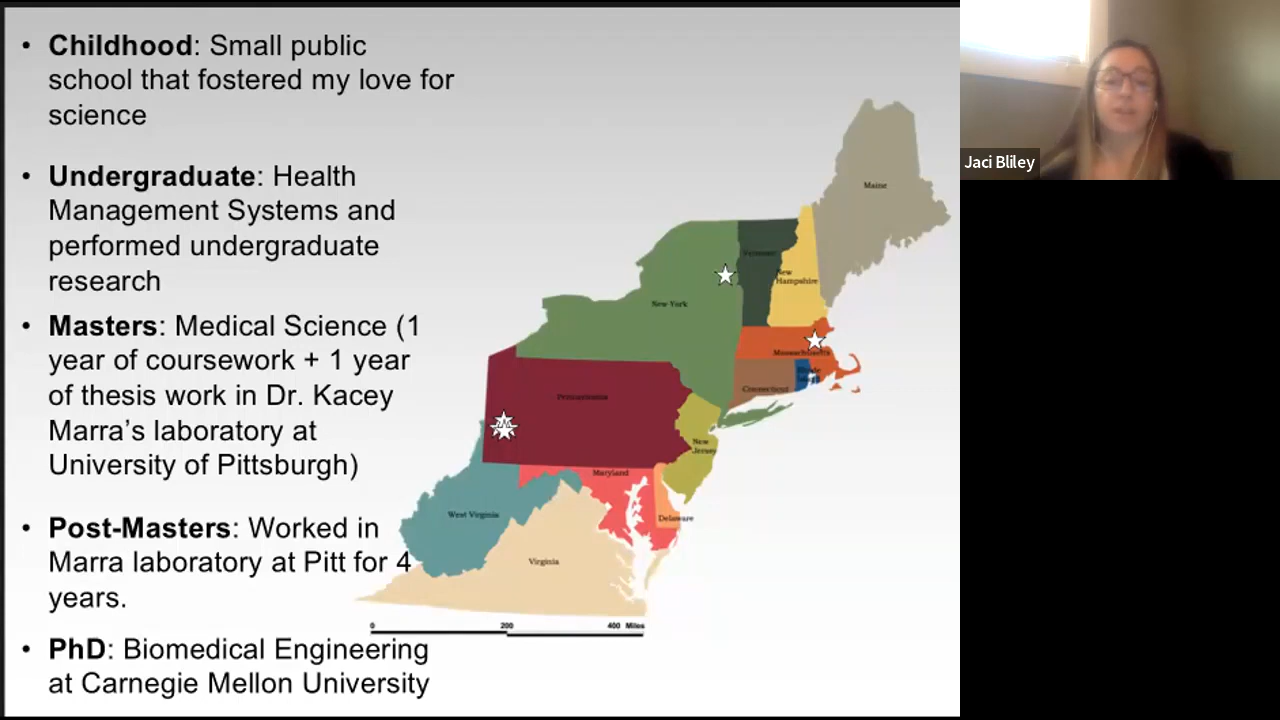 • Childhood: Small public
school that fostered my love for
science
• Undergraduate: Health
Management Systems and
performed undergraduate
research
• Masters: Medical Science (1
year of coursework + 1 year
of thesis work in Dr. Kacey
Marra’s laboratory at
University of Pittsburgh)
• Post-Masters: Worked in
Marra laboratory at Pitt for 4
years.
• PhD: Biomedical Engineering
at Carnegie Mellon University
Maine
Vermont
New
Hampshire
New York
Massachusetts
Rhode
Connecticut
Pennsylvania
New
Jersey
Maryland
Delaware
West Virginia
Virginia
0 200 400 Miles
Jaci Bliley